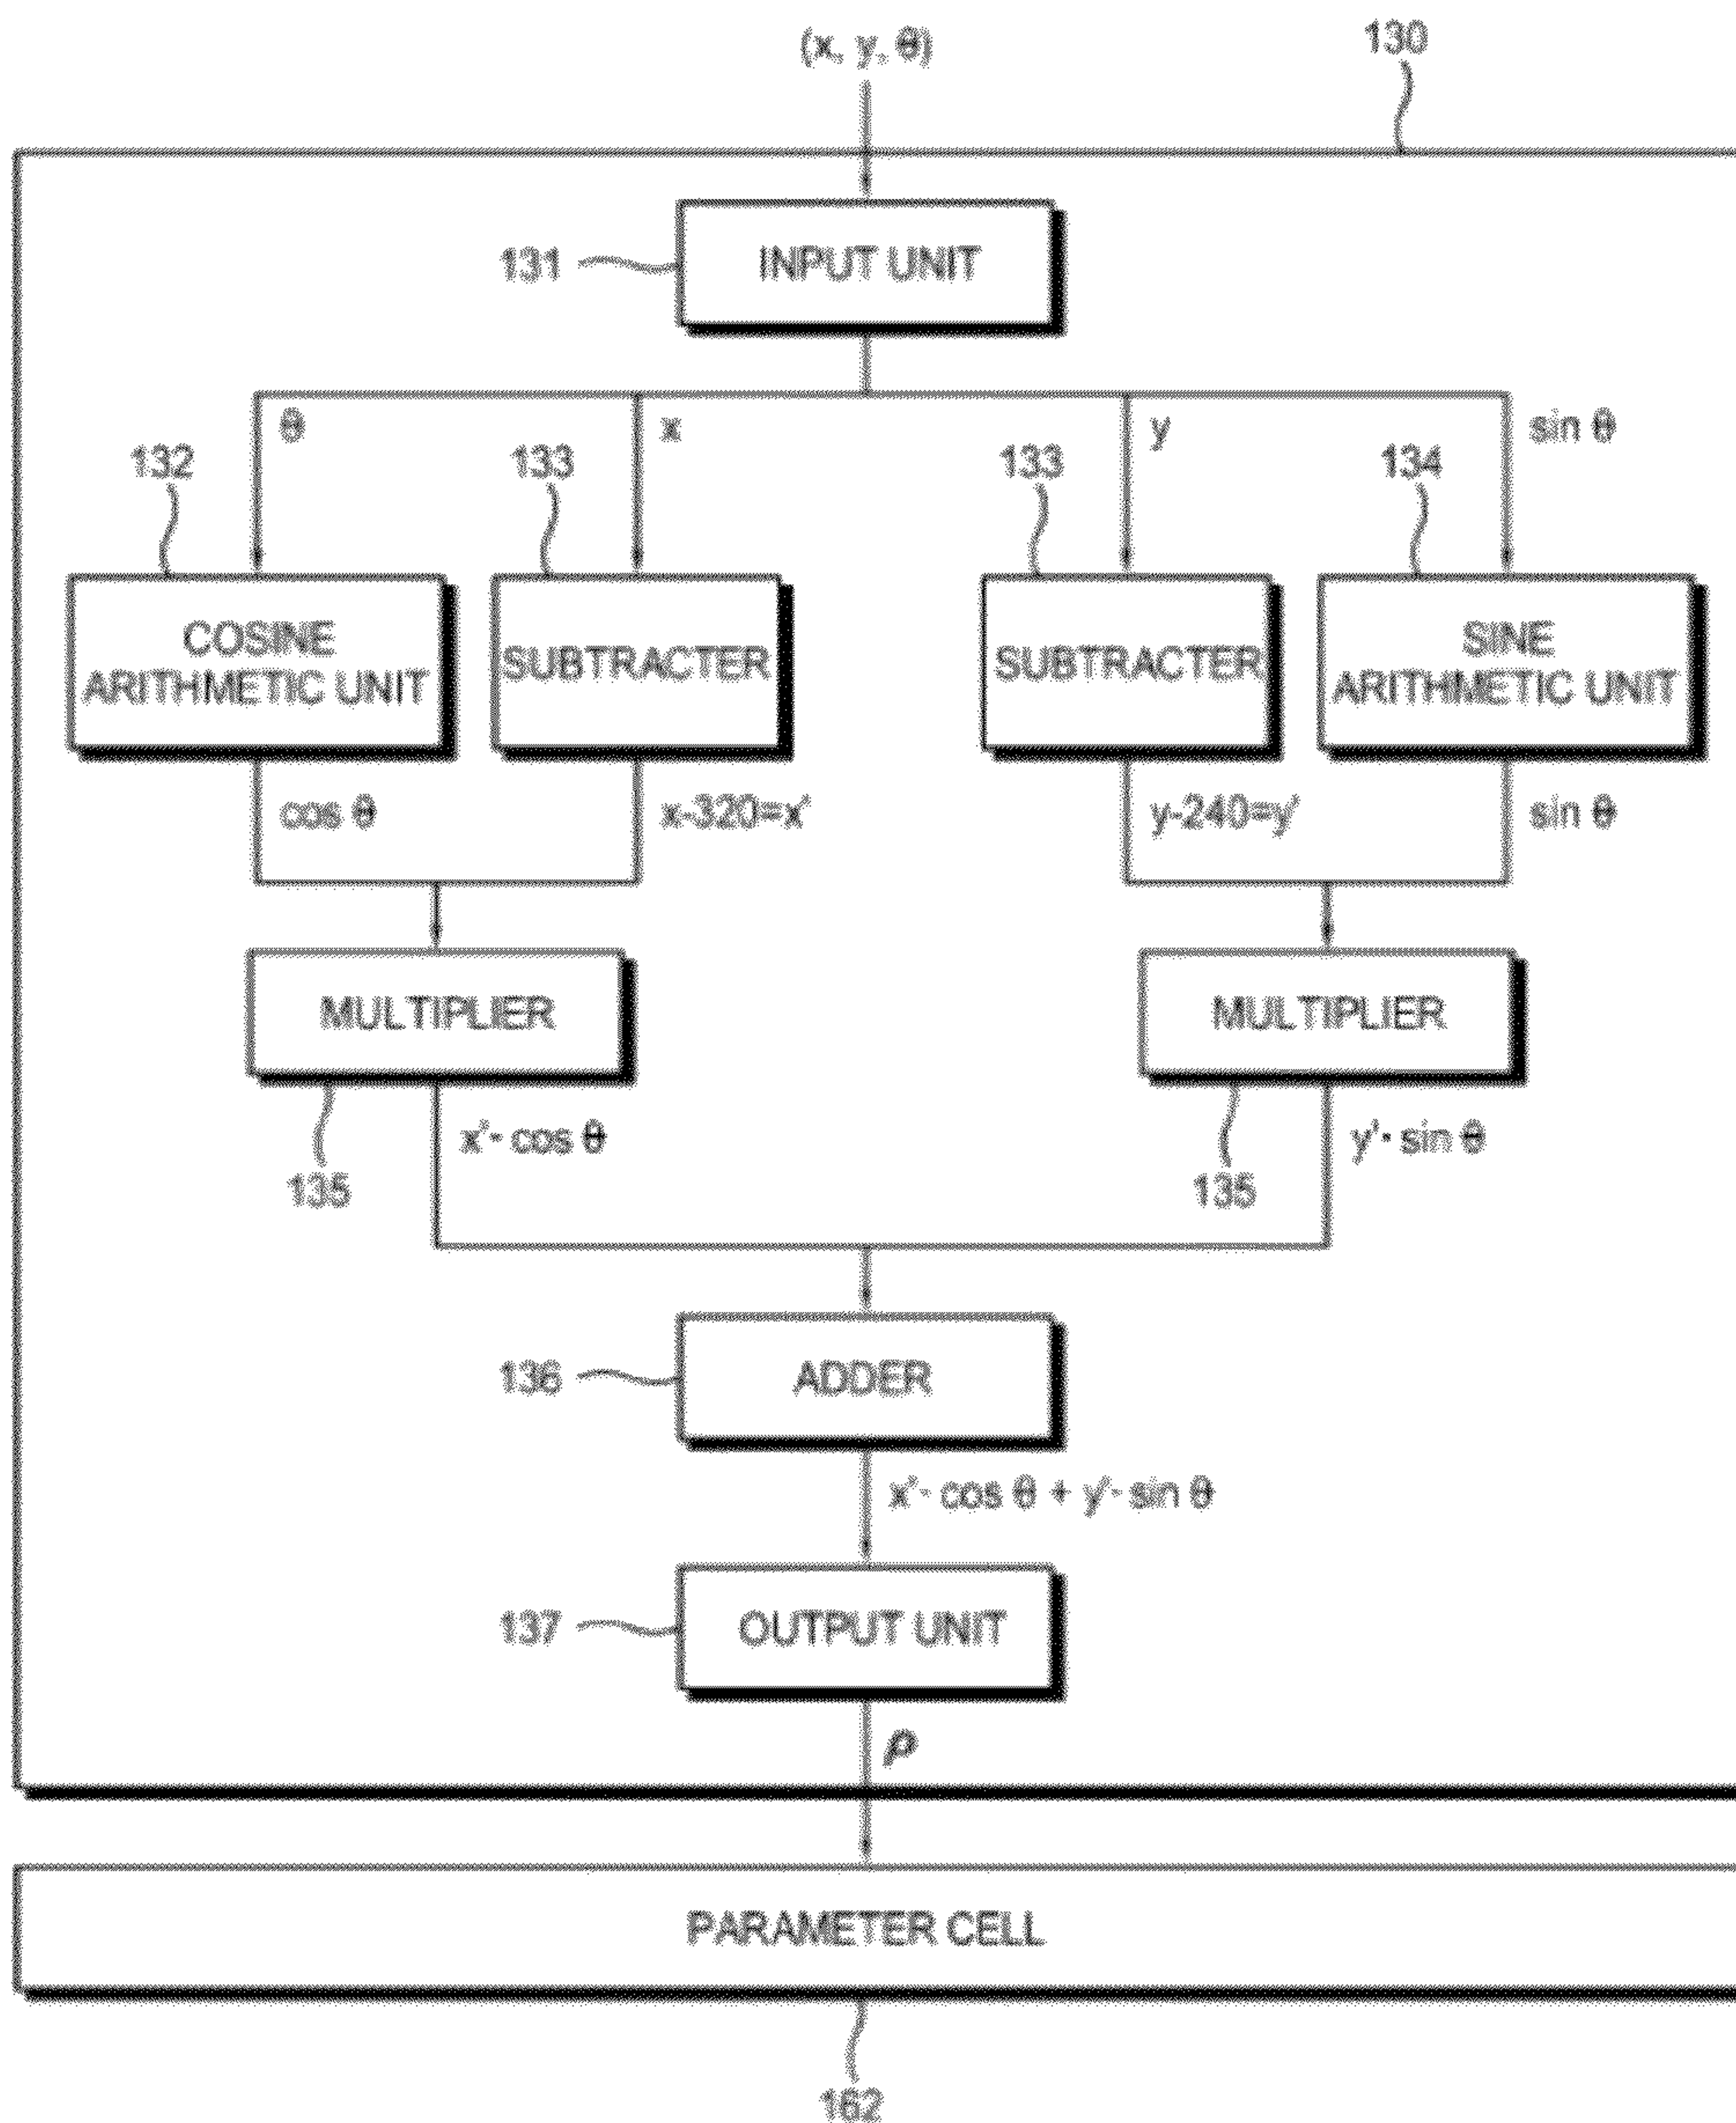 (x, y, θ)
130
131
INPUT UNIT
θ
x
y
sin θ
132
133
133
134
COSINE
ARITHMETIC UNIT
SUBTRACTER
SUBTRACTER
SINE
ARITHMETIC UNIT
cos θ
x-320=x'
y-240=y'
sin θ
MULTIPLIER
MULTIPLIER
x'· cos θ
y'· sin θ
135
135
136
ADDER
x'· cos θ + y'· sin θ
137
OUTPUT UNIT
ρ
PARAMETER CELL
162